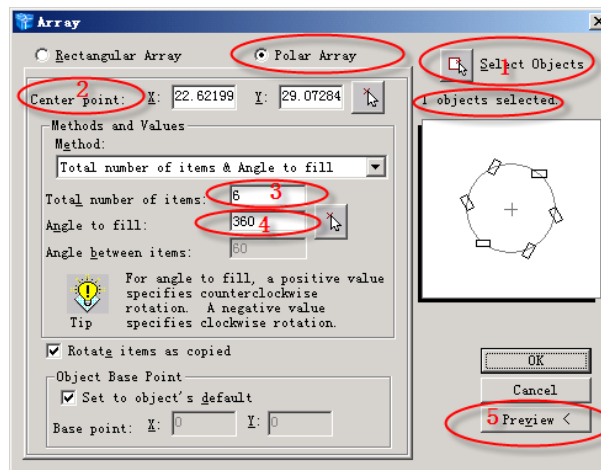 Array
Rectangular Array
Polar Array
1
Select Objects
2
Center point: X: 22.62199 Y: 29.07284
1 objects selected.
Methods and Values
Method:
Total number of items & Angle to fill
Total number of items: 6 3
Angle to fill: 360 4
Angle between items: 60
Tip
For angle to fill, a positive value
specifies counterclockwise
rotation. A negative value
specifies clockwise rotation.
Rotate items as copied
Object Base Point
Set to object's default
Base point: X: 0 Y: 0
OK
Cancel
5 Preview <